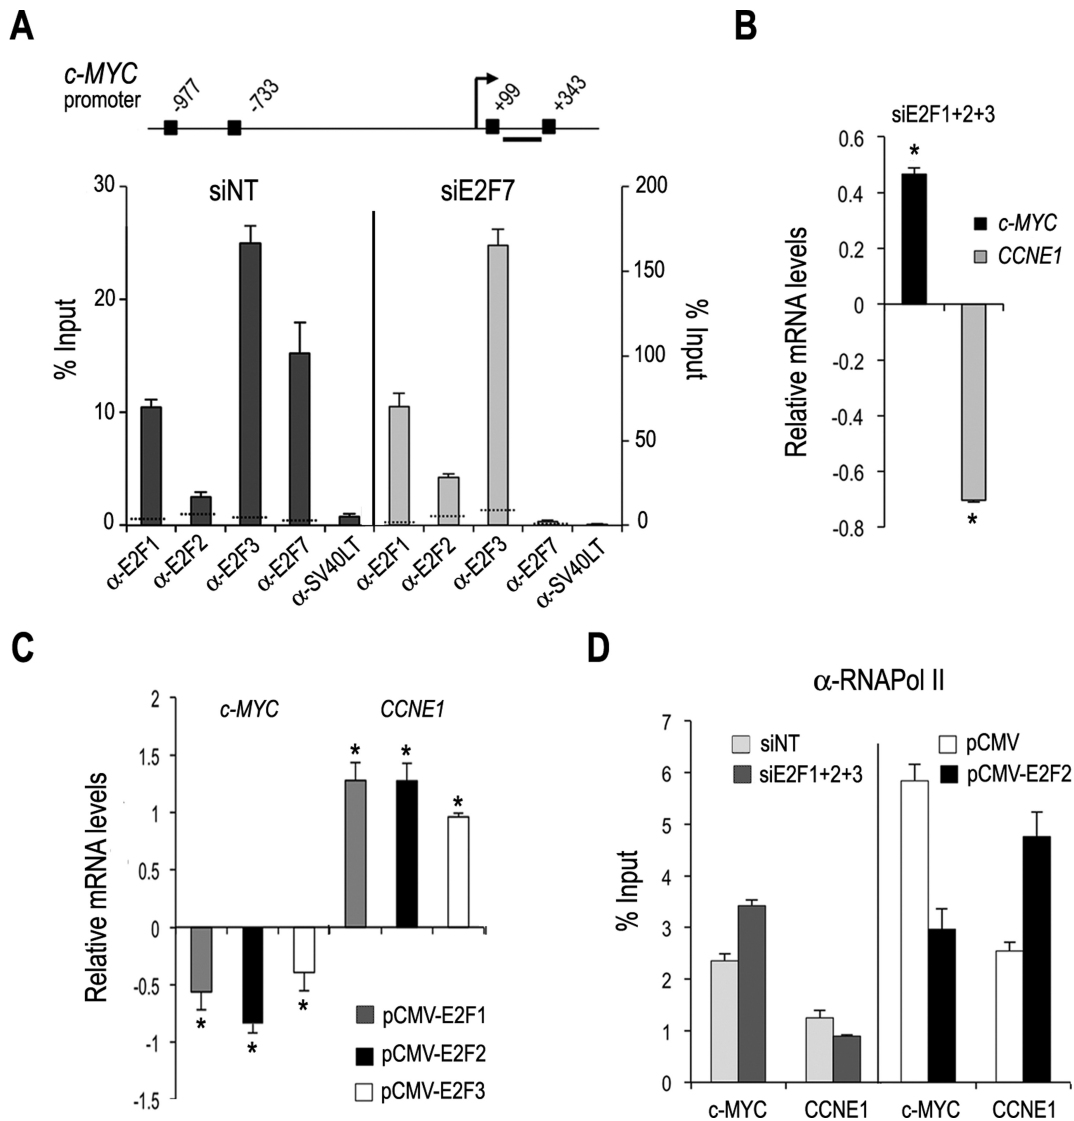 A
c-MYC
promoter
-977
-733
+99
+343
siNT
siE2F7
30
20
10
0
% Input
200
150
100
50
0
% Input
α-E2F1
α-E2F2
α-E2F3
α-E2F7
α-SV40LT
α-E2F1
α-E2F2
α-E2F3
α-E2F7
α-SV40LT
B
siE2F1+2+3
0.6
0.4
0.2
0
-0.2
-0.4
-0.6
-0.8
Relative mRNA levels
*
*
c-MYC
CCNE1
C
c-MYC
CCNE1
2
1.5
1
0.5
0
-0.5
-1
-1.5
Relative mRNA levels
* * *
* * *
pCMV-E2F1
pCMV-E2F2
pCMV-E2F3
D
α-RNAPol II
siNT
siE2F1+2+3
pCMV
pCMV-E2F2
7
6
5
4
3
2
1
0
% Input
c-MYC
CCNE1
c-MYC
CCNE1